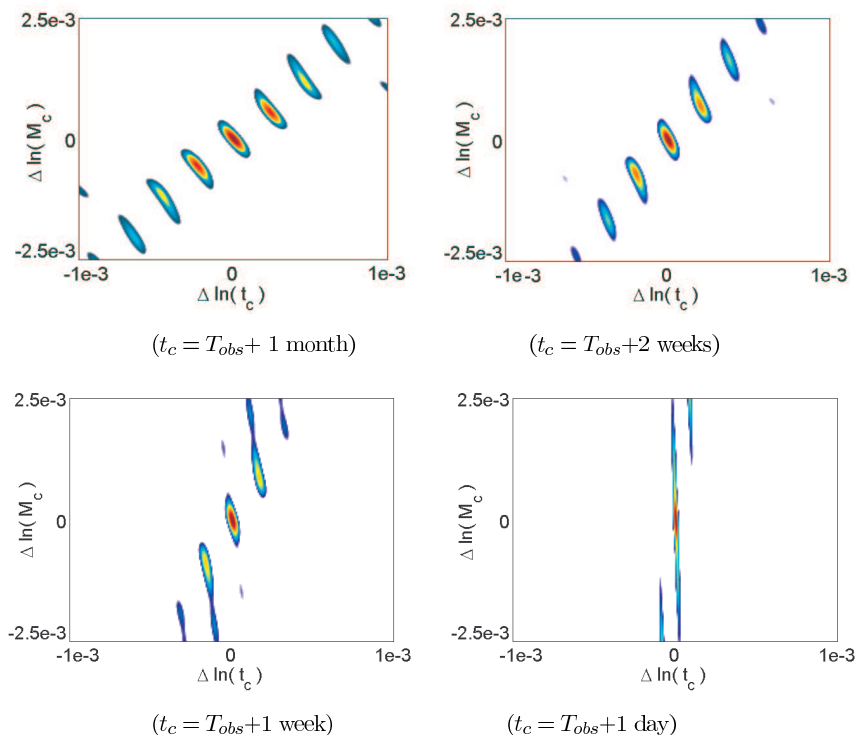 2.5e-3
Δ ln( M_c )
0
-2.5e-3
-1e-3 0 1e-3
Δ ln( t_c )
(t_c = T_obs+ 1 month)
2.5e-3
Δ ln( M_c )
0
-2.5e-3
-1e-3 0 1e-3
Δ ln( t_c )
(t_c = T_obs+2 weeks)
2.5e-3
Δ ln( M_c )
0
-2.5e-3
-1e-3 0 1e-3
Δ ln( t_c )
(t_c = T_obs+1 week)
2.5e-3
Δ ln( M_c )
0
-2.5e-3
-1e-3 0 1e-3
Δ ln( t_c )
(t_c = T_obs+1 day)